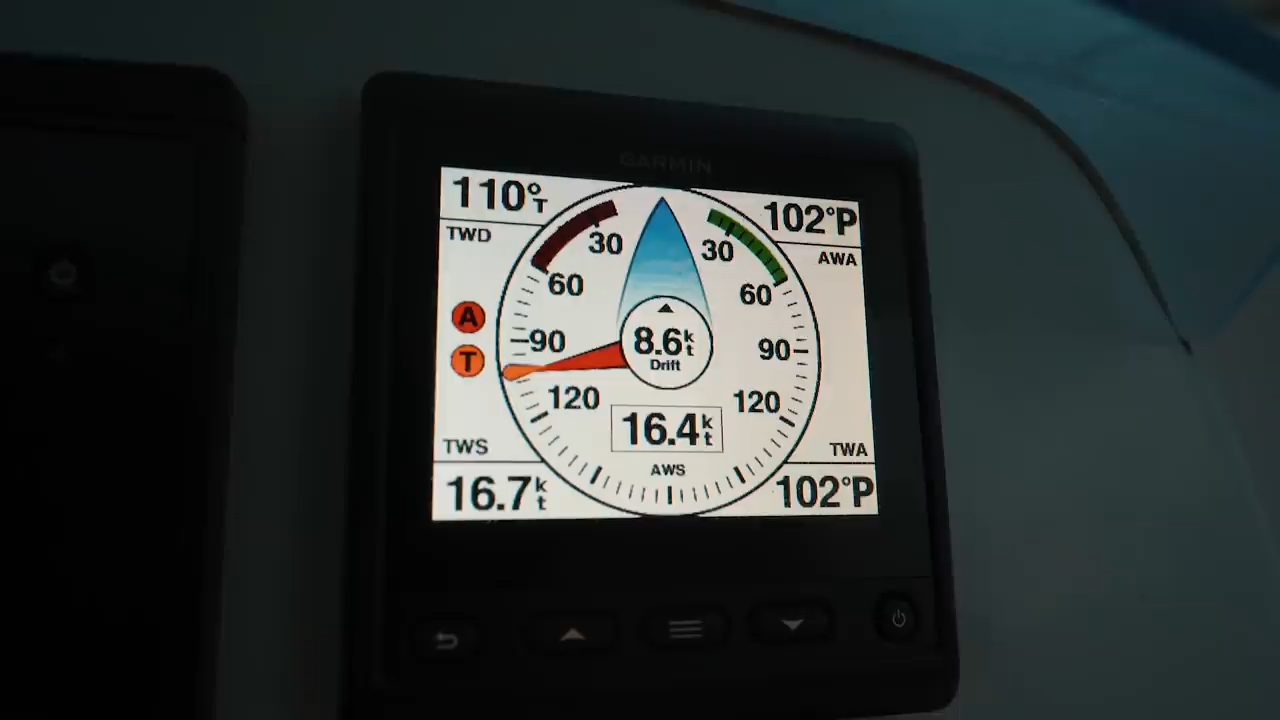 GARMIN
110°T
TWD
102°P
AWA
30
30
60
60
A
T
90
90
8.6kt
Drift
120
120
16.4kt
AWS
TWS
16.7kt
TWA
102°P